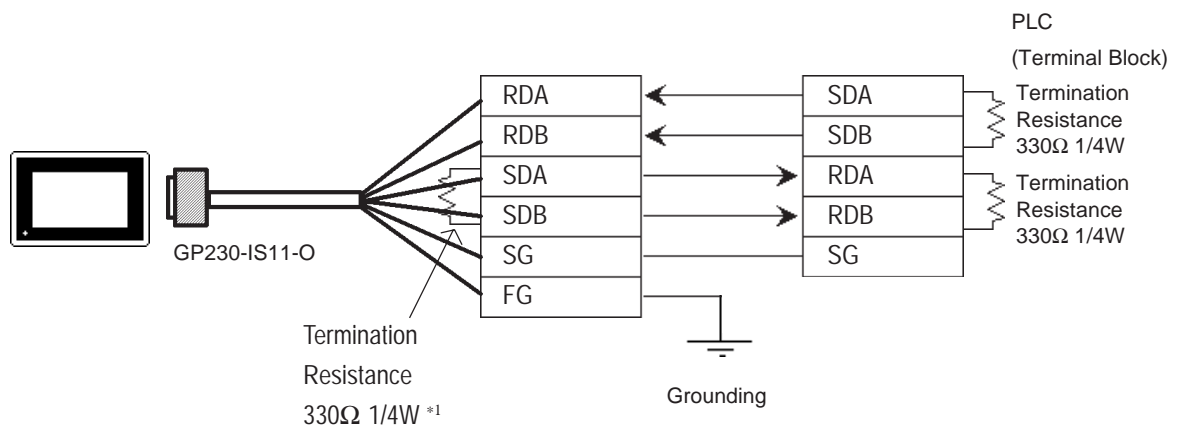 PLC
(Terminal Block)
RDA
RDB
SDA
SDB
SG
FG
SDA
SDB
RDA
RDB
SG
Termination
Resistance
330Ω 1/4W
Termination
Resistance
330Ω 1/4W
GP230-IS11-O
Termination
Resistance
330Ω 1/4W *1
Grounding